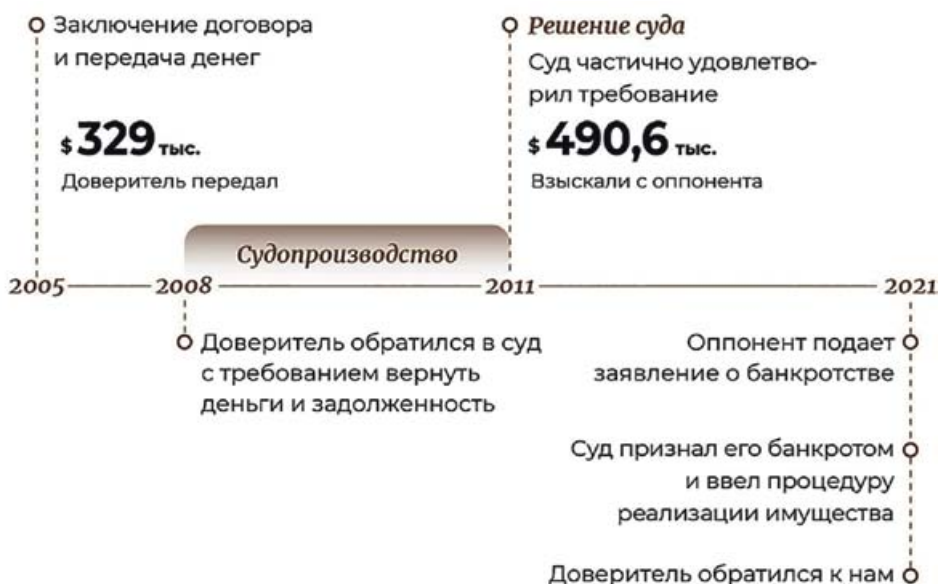 Заключение договора
и передача денег
$ 329 тыс.
Доверитель передал
Решение суда
Суд частично удовлетво-
рил требование
$ 490,6 тыс.
Взыскали с оппонента
Судопроизводство
2005 2008 2011 2021
Доверитель обратился в суд
с требованием вернуть
деньги и задолженность
Оппонент подает
заявление о банкротстве
Суд признал его банкротом
и ввел процедуру
реализации имущества
Доверитель обратился к нам